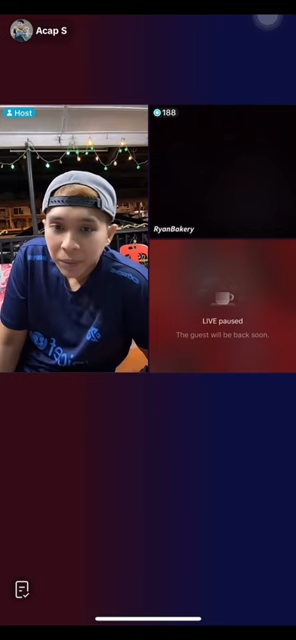 Acap S
Host
188
RyanBakery
LIVE paused
The guest will be back soon.